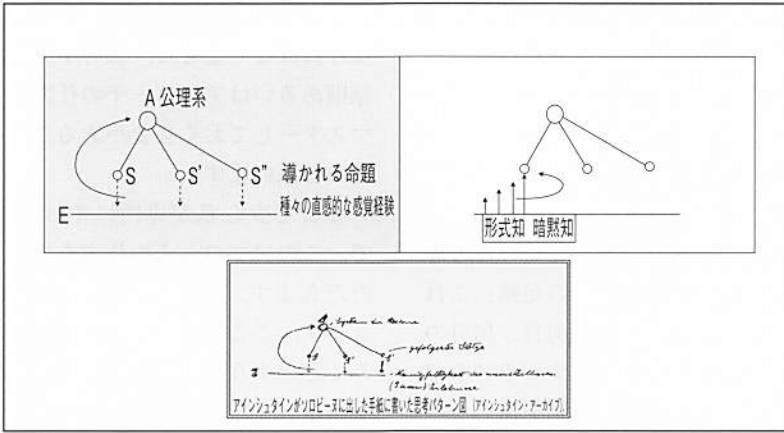 A 公理系
S S' S" 導かれる命題
E 種々の直感的な感覚経験
形式知 暗黙知
A, System der Axiome
S S' S" gefolgerte Sätze
E Mannigfaltigkeit der unmittelbaren
(Sinnes) Erlebnisse
アインシュタインがソロビーヌに出した手紙に書いた思考パターン図 (アインシュタイン・アーカイブ)。